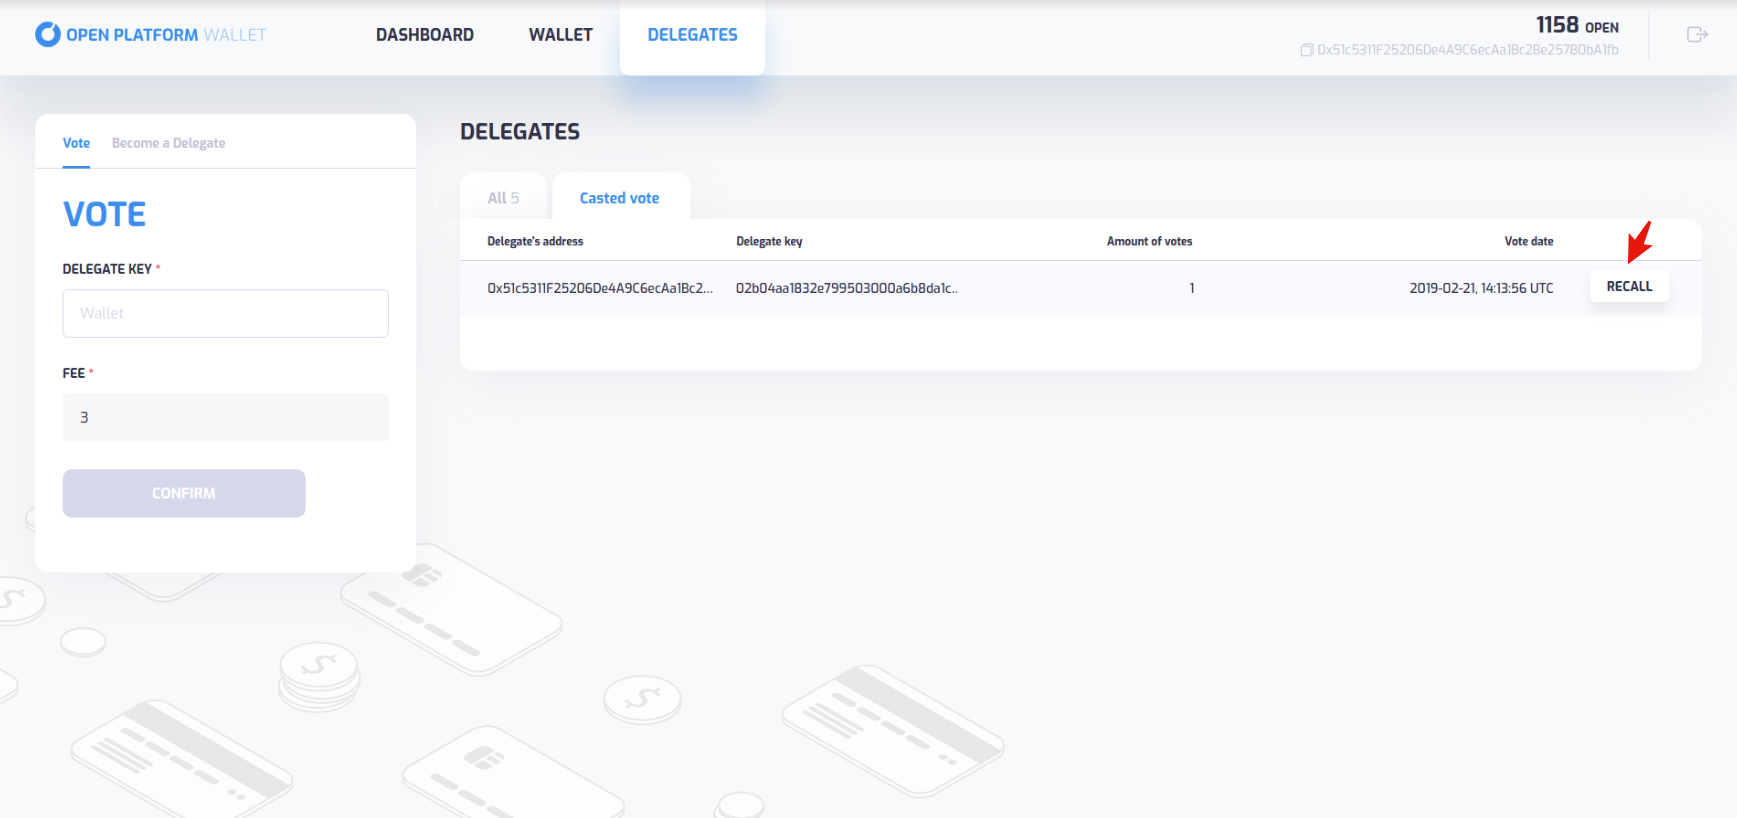 OPEN PLATFORM WALLET
DASHBOARD
WALLET
DELEGATES
1158 OPEN
0x51c5311F25206De4A9C6ecAa1Bc2Be257B0bA1fb
Vote
Become a Delegate
VOTE
DELEGATE KEY *
Wallet
FEE *
3
CONFIRM
DELEGATES
All 5
Casted vote
Delegate's address
Delegate key
Amount of votes
Vote date
0x51c5311F25206De4A9C6ecAa1Bc2...
02b04aa1832e799503000a6b8da1c..
1
2019-02-21, 14:13:56 UTC
RECALL